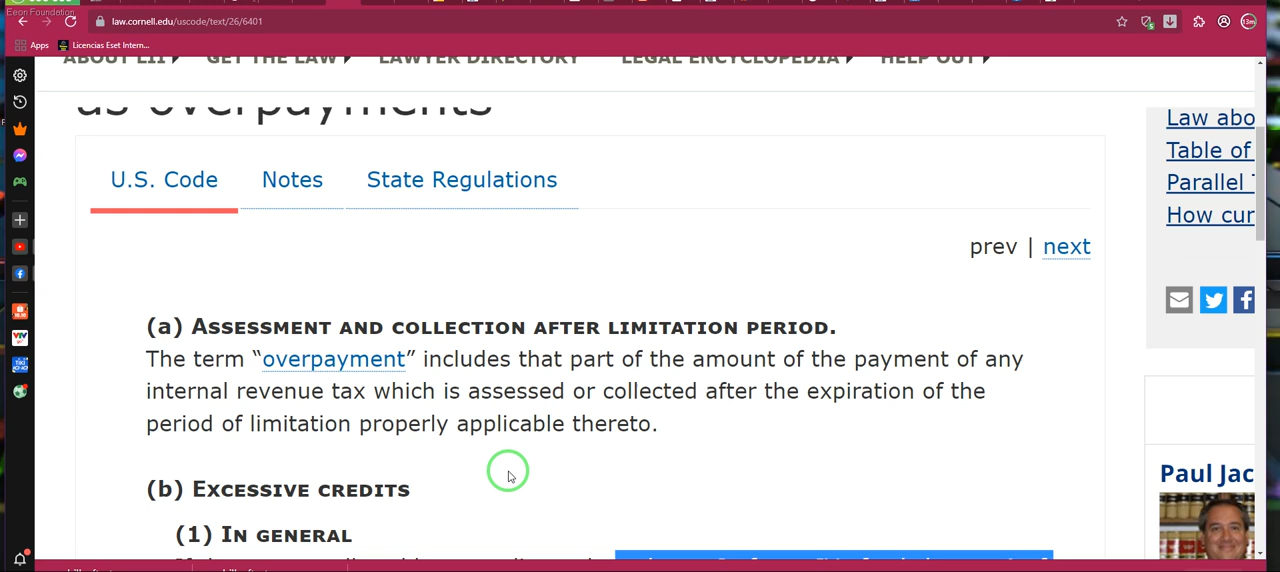 Eeon Foundation
law.cornell.edu/uscode/text/26/6401
Apps
Licencias Eset Intern...
ABOUT LII
GET THE LAW
LAWYER DIRECTORY
LEGAL ENCYCLOPEDIA
HELP OUT
as overpayments
U.S. Code
Notes
State Regulations
prev | next
(a) Assessment and collection after limitation period.
The term “overpayment” includes that part of the amount of the payment of any
internal revenue tax which is assessed or collected after the expiration of the
period of limitation properly applicable thereto.
(b) Excessive credits
(1) In general
Law abo
Table of
Parallel
How cur
Paul Jac